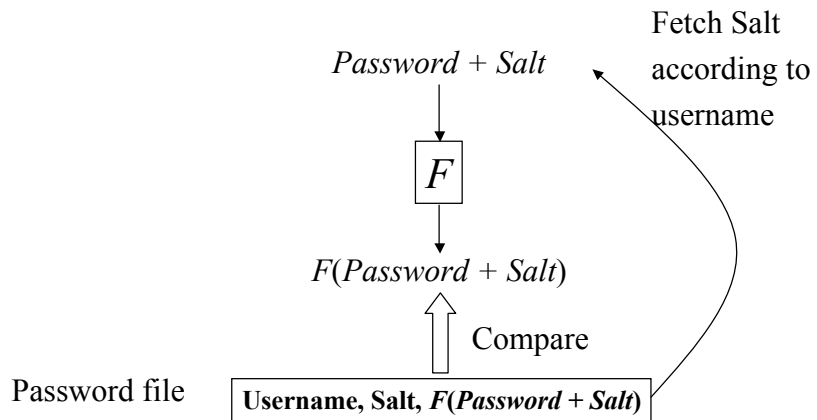 Fetch Salt
according to
username
Password + Salt
F
F(Password + Salt)
Compare
Password file
Username, Salt, F(Password + Salt)